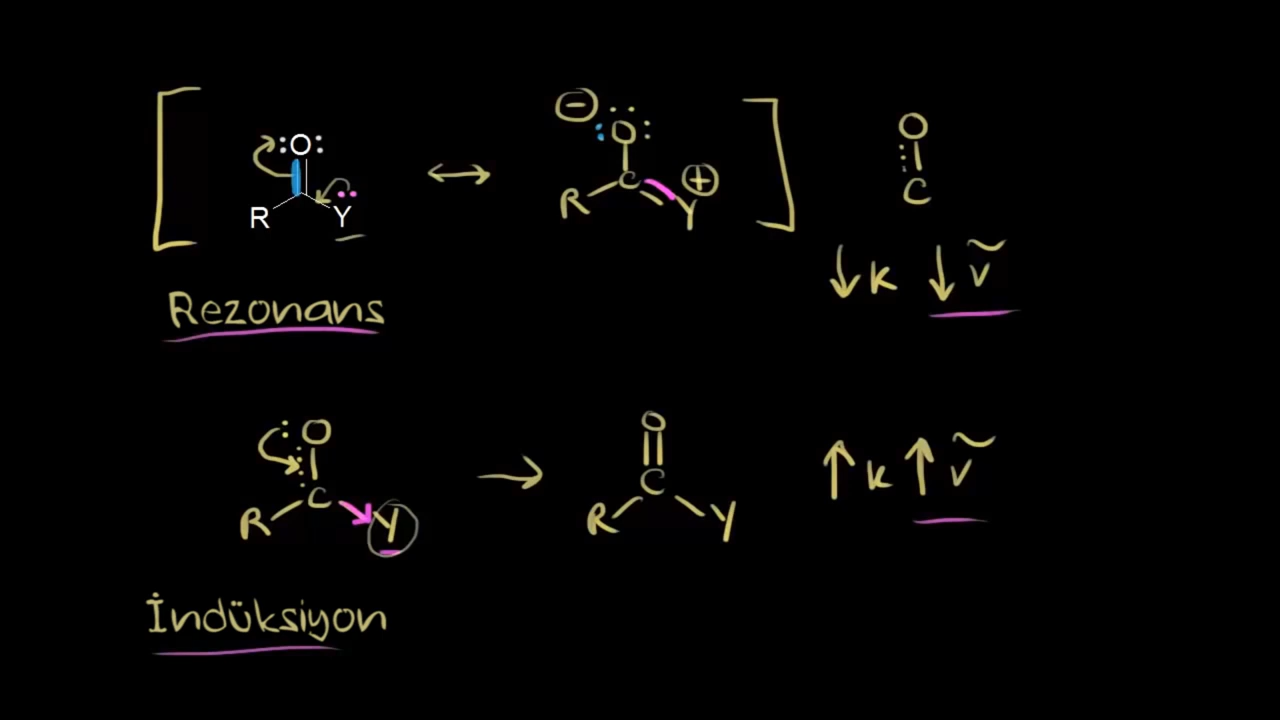 :O: ⊖ :O: O
C ⊕ C
R Y R Y
↓k ↓ṽ
Rezonans
:O O
C C ↑k ↑ṽ
R Y R Y
İndüksiyon